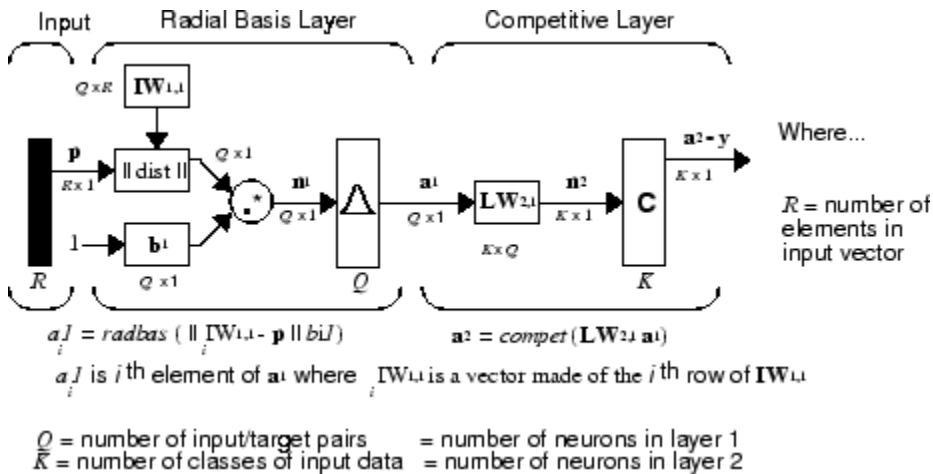 Input Radial Basis Layer Competitive Layer
Q x R IW1,1
p
R x 1
|| dist ||
Q x 1
1
b1
Q x 1
.*
n1
Q x 1
a1
Q x 1
LW2,1
K x Q
n2
K x 1
C
a2 = y
K x 1
Where...
R = number of
elements in
input vector
R Q K
ai1 = radbas ( || iIW1,1 - p || bi1)
a2 = compet (LW2,1 a1)
ai1 is i th element of a1 where iIW1,1 is a vector made of the i th row of IW1,1
Q = number of input/target pairs = number of neurons in layer 1
K = number of classes of input data = number of neurons in layer 2